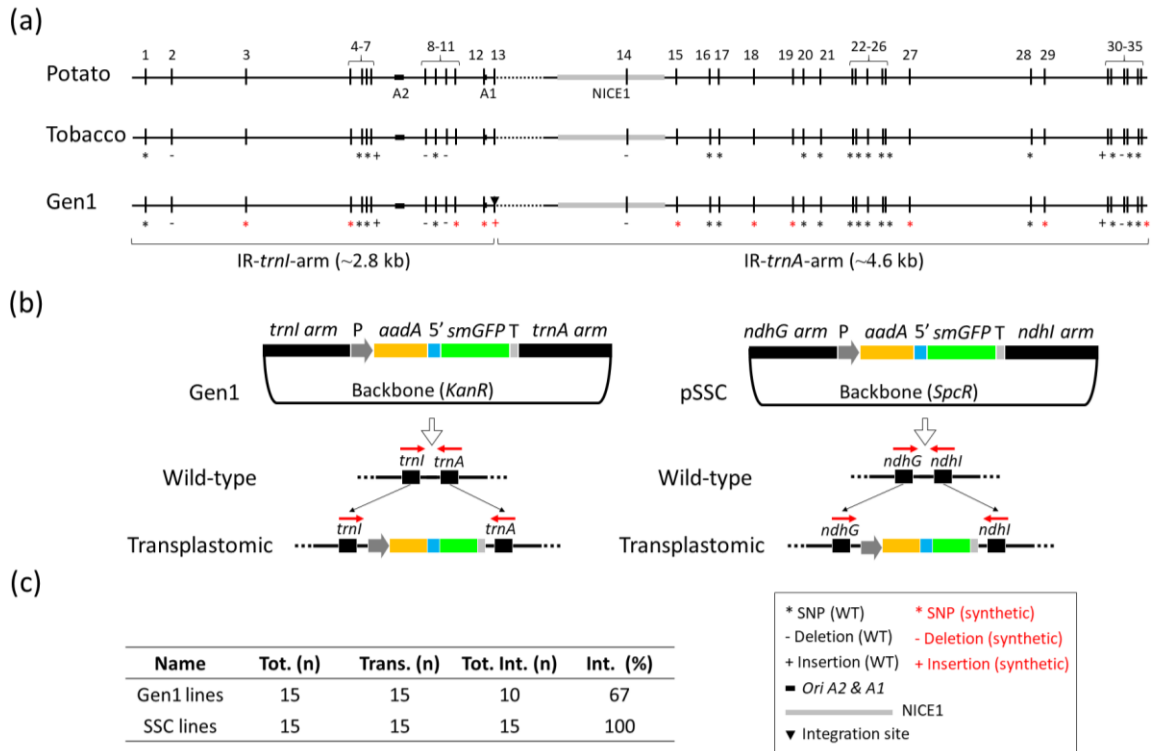 (a)
1 2 3 4-7 8-11 12 13 14 15 16 17 18 19 20 21 22-26 27 28 29 30-35
Potato
A2 A1 NICE1
Tobacco
* - ** + - * - - ** * * ** * ** * + * - **
Gen1
* - * * ** + - * - * * + - * ** * * * * ** * ** * * * + * - ** *
IR-trnI-arm (~2.8 kb) IR-trnA-arm (~4.6 kb)
(b)
trnI arm P aadA 5’ smGFP T trnA arm
Gen1 Backbone (KanR)
trnI trnA
Wild-type
trnI trnA
Transplastomic
ndhG arm P aadA 5’ smGFP T ndhI arm
pSSC Backbone (SpcR)
ndhG ndhI
Wild-type
ndhG ndhI
Transplastomic
(c)
Name Tot. (n) Trans. (n) Tot. Int. (n) Int. (%)
Gen1 lines 15 15 10 67
SSC lines 15 15 15 100
* SNP (WT) * SNP (synthetic)
- Deletion (WT) - Deletion (synthetic)
+ Insertion (WT) + Insertion (synthetic)
Ori A2 & A1
NICE1
Integration site